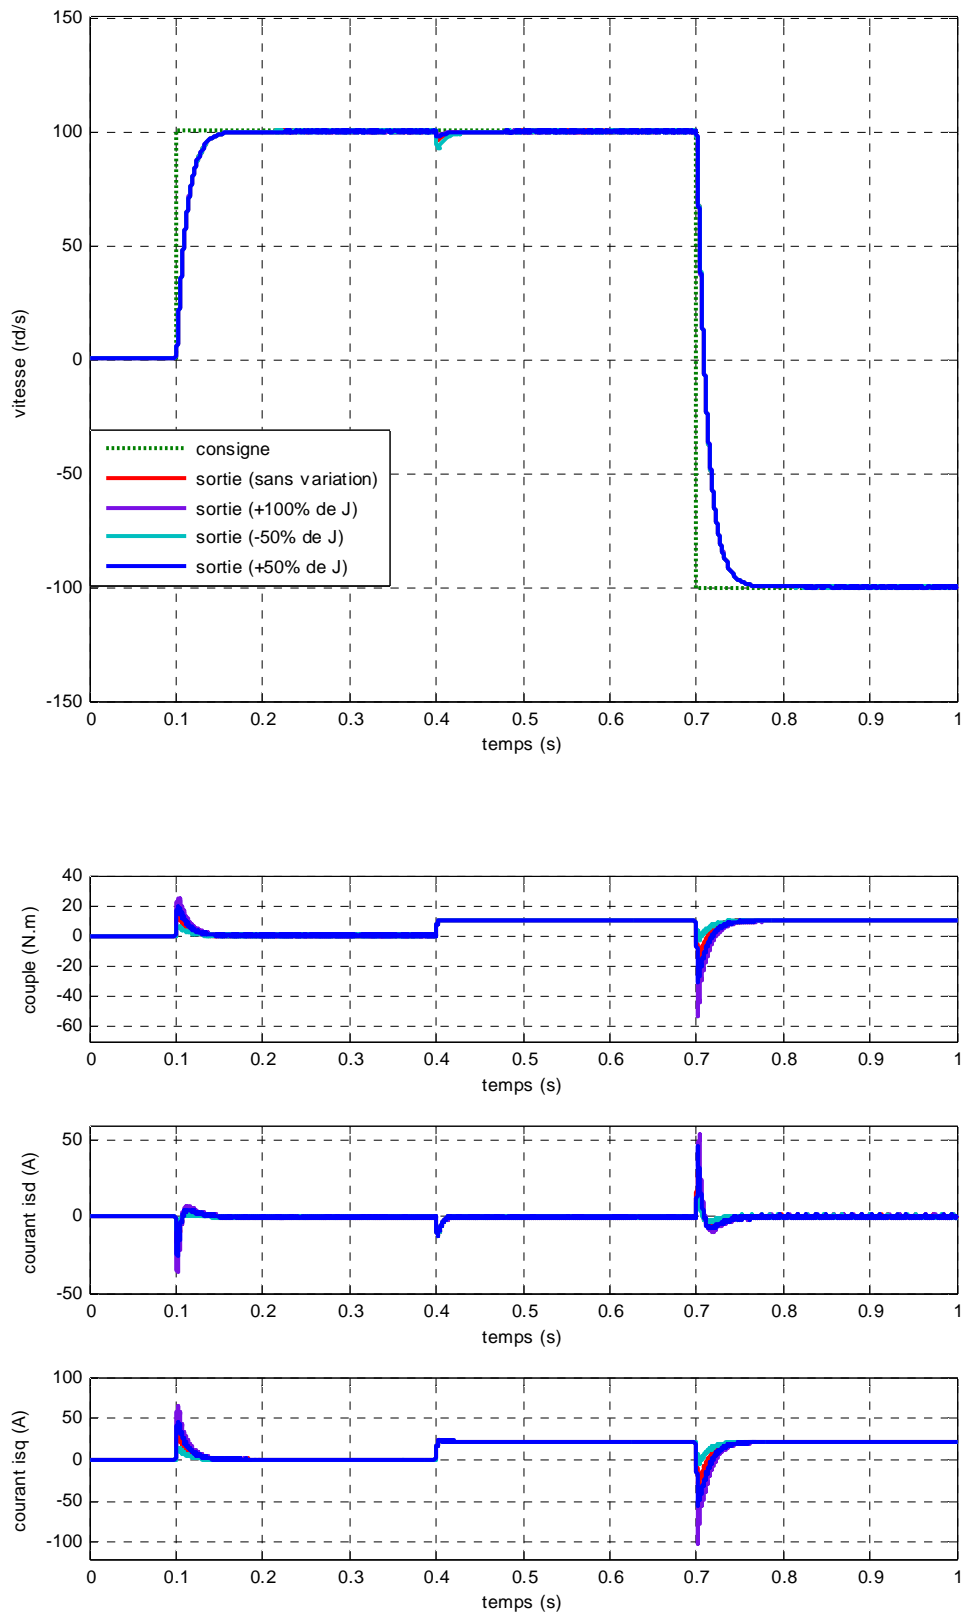 150
100
50
0
-50
-100
-150
vitesse (rd/s)
consigne
sortie (sans variation)
sortie (+100% de J)
sortie (-50% de J)
sortie (+50% de J)
0 0.1 0.2 0.3 0.4 0.5 0.6 0.7 0.8 0.9 1
temps (s)
40
20
0
-20
-40
-60
couple (N.m)
0 0.1 0.2 0.3 0.4 0.5 0.6 0.7 0.8 0.9 1
temps (s)
50
0
-50
courant isd (A)
0 0.1 0.2 0.3 0.4 0.5 0.6 0.7 0.8 0.9 1
temps (s)
100
50
0
-50
-100
courant isq (A)
0 0.1 0.2 0.3 0.4 0.5 0.6 0.7 0.8 0.9 1
temps (s)